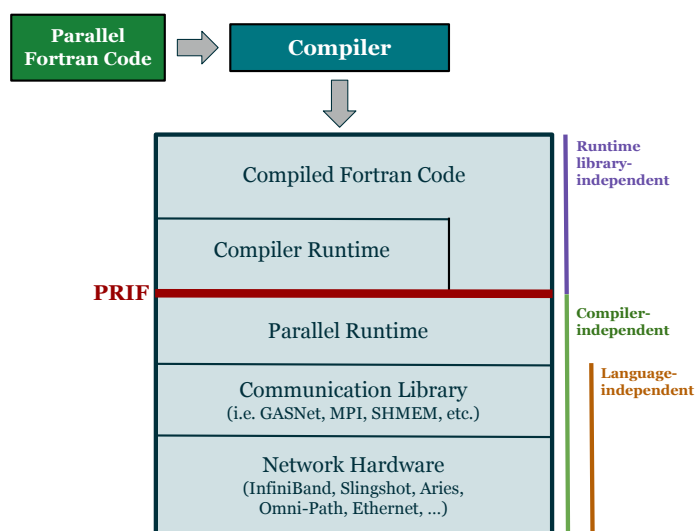 Parallel
Fortran Code
Compiler
Compiled Fortran Code
Runtime
library-
independent
Compiler Runtime
PRIF
Parallel Runtime
Compiler-
independent
Communication Library
(i.e. GASNet, MPI, SHMEM, etc.)
Language-
independent
Network Hardware
(InfiniBand, Slingshot, Aries,
Omni-Path, Ethernet, ...)